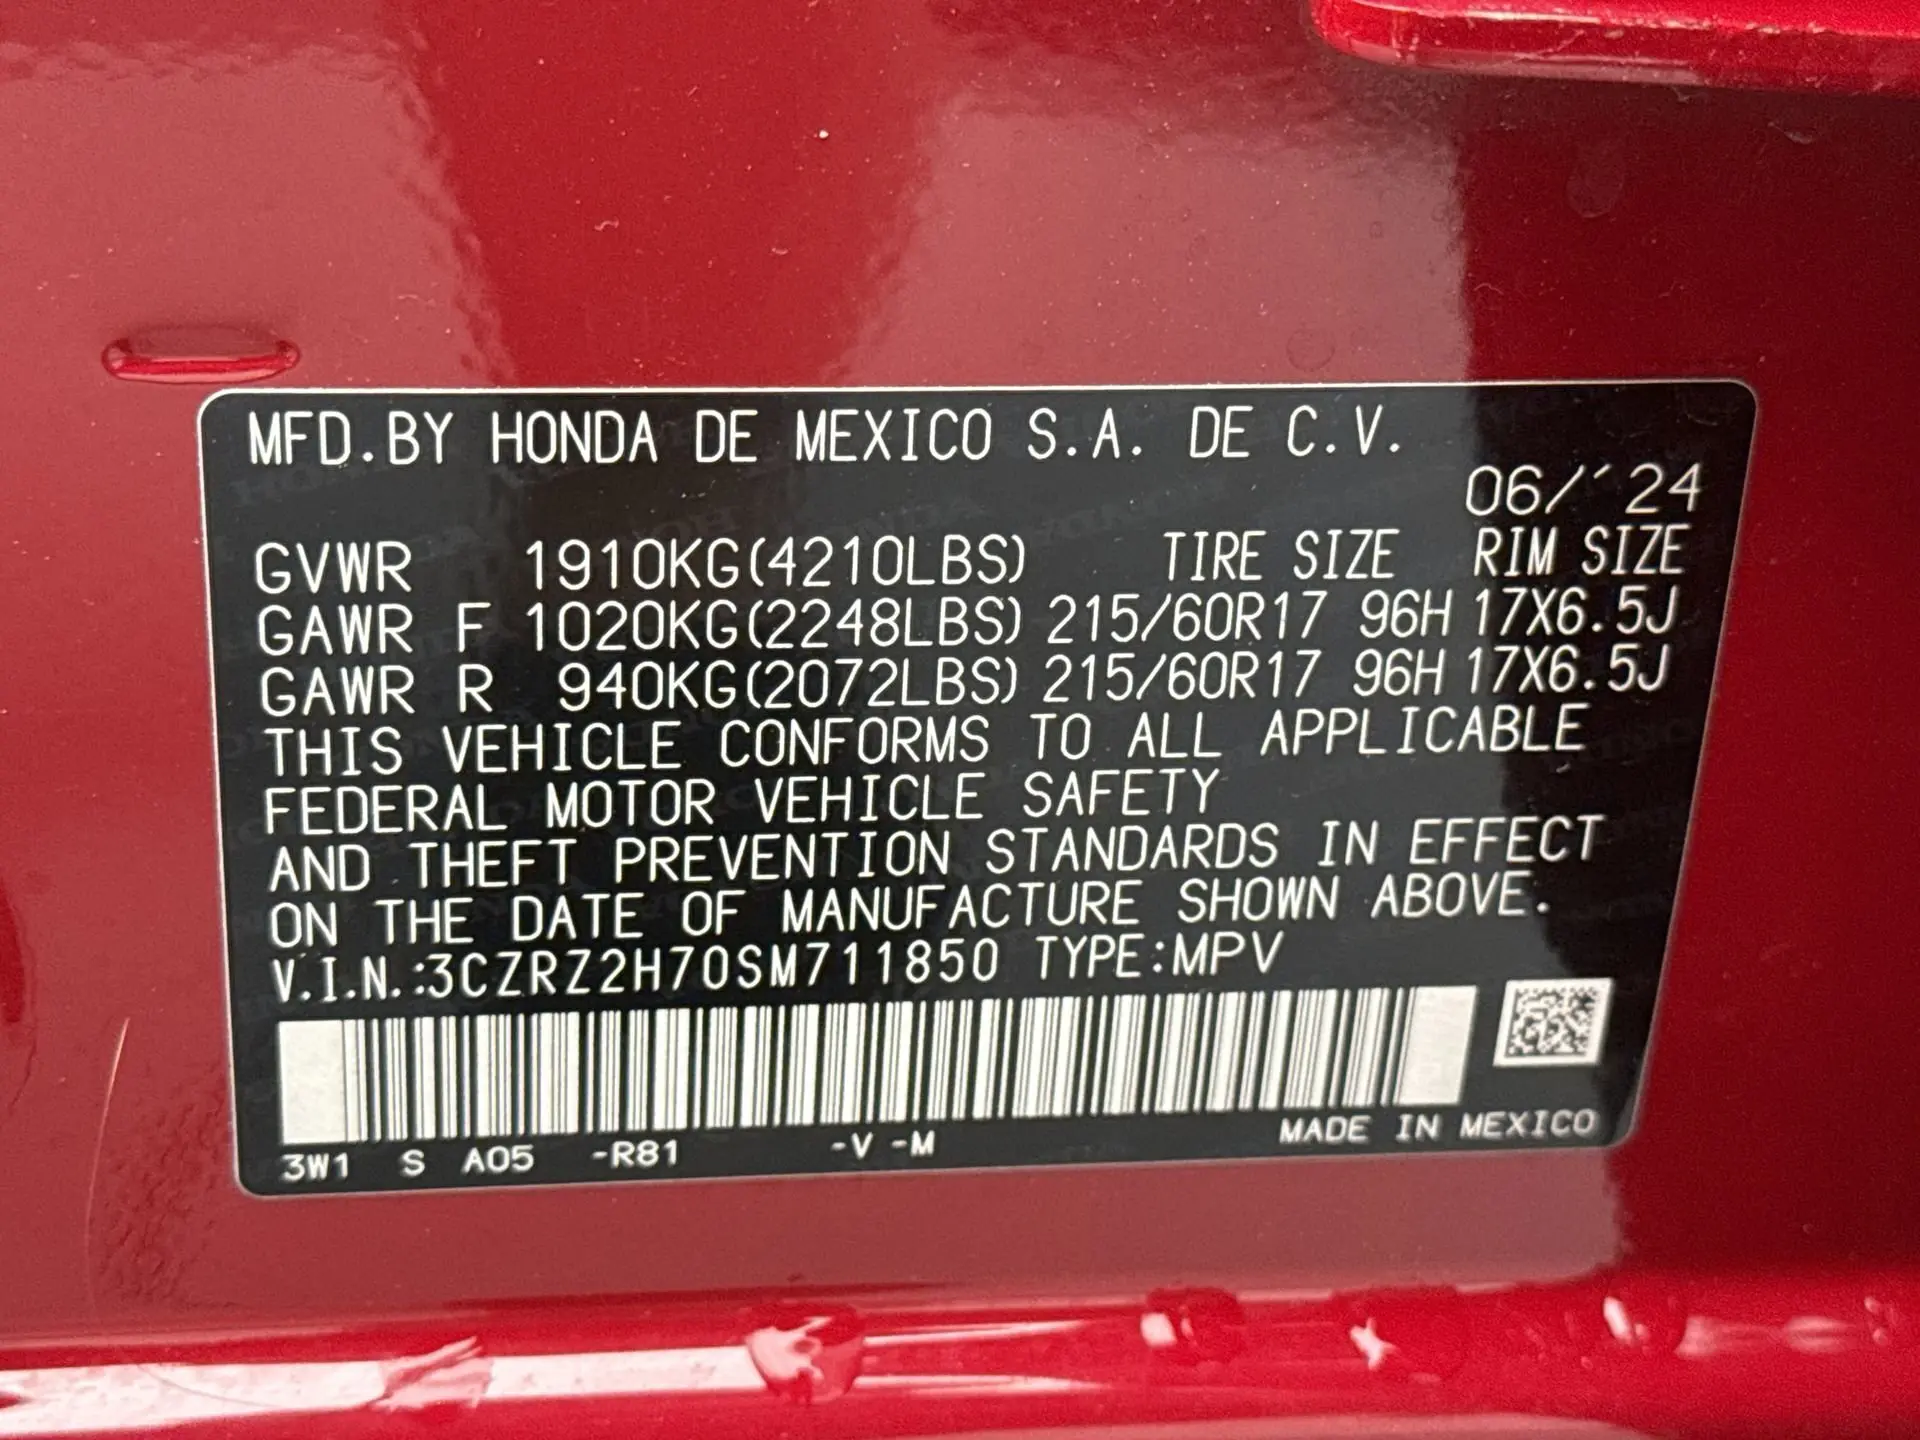 MFD.BY HONDA DE MEXICO S.A. DE C.V.
06/´24
GVWR 1910KG(4210LBS) TIRE SIZE RIM SIZE
GAWR F 1020KG(2248LBS) 215/60R17 96H 17X6.5J
GAWR R 940KG(2072LBS) 215/60R17 96H 17X6.5J
THIS VEHICLE CONFORMS TO ALL APPLICABLE
FEDERAL MOTOR VEHICLE SAFETY
AND THEFT PREVENTION STANDARDS IN EFFECT
ON THE DATE OF MANUFACTURE SHOWN ABOVE.
V.I.N.:3CZRZ2H70SM711850 TYPE:MPV
MADE IN MEXICO
3W1 S A05 -R81 -V -M